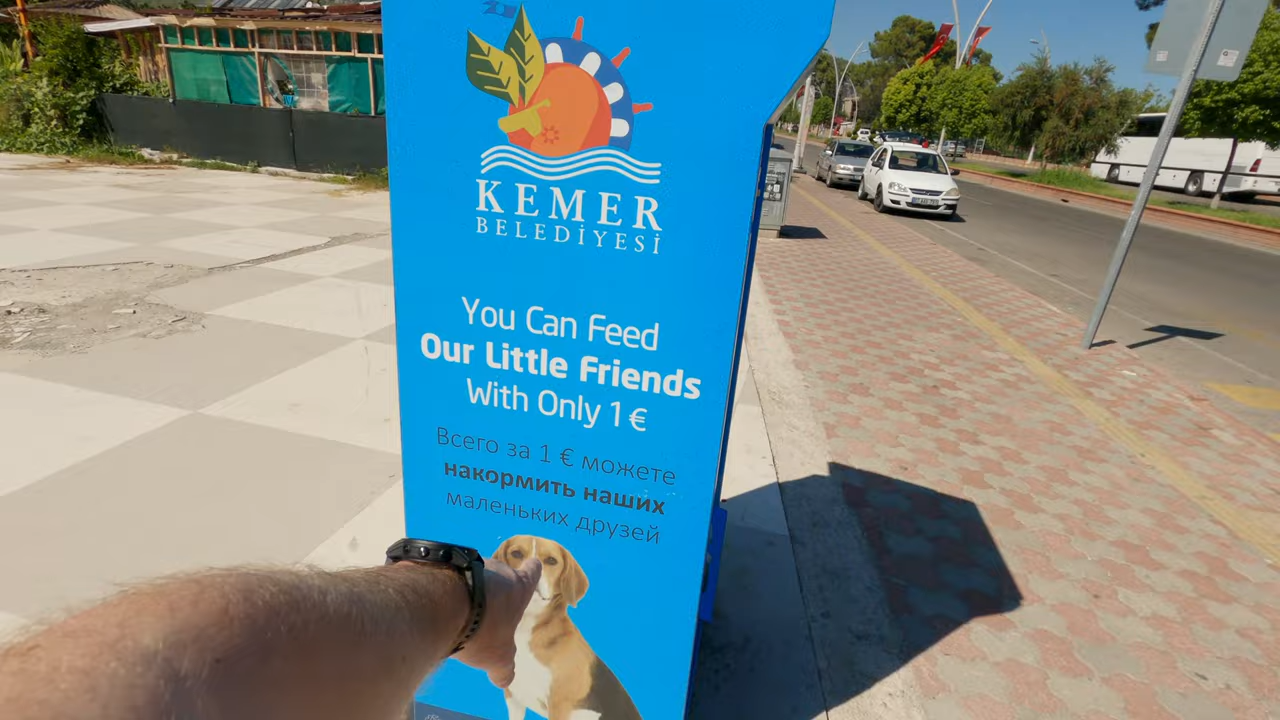 KEMER
BELEDİYESİ
You Can Feed
Our Little Friends
With Only 1 €
Всего за 1 € можете
накормить наших
маленьких друзей